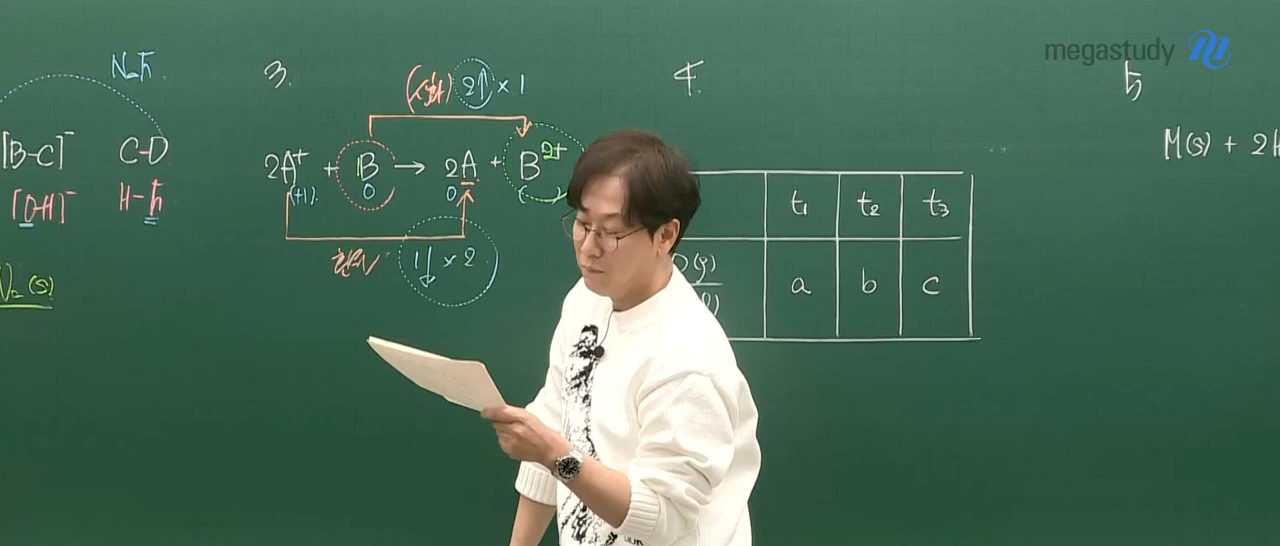 megastudy
NaF
[B-C]⁻ C-D
[OH]⁻ H-F
(s)
3.
(산화) 2↑ × 1
2A⁺ + B → 2A + B²⁺
(+1) 0 0 ( )
환원 1↓ × 2
4.
t₁ t₂ t₃
(g) a b c
5
M(s) + 2H